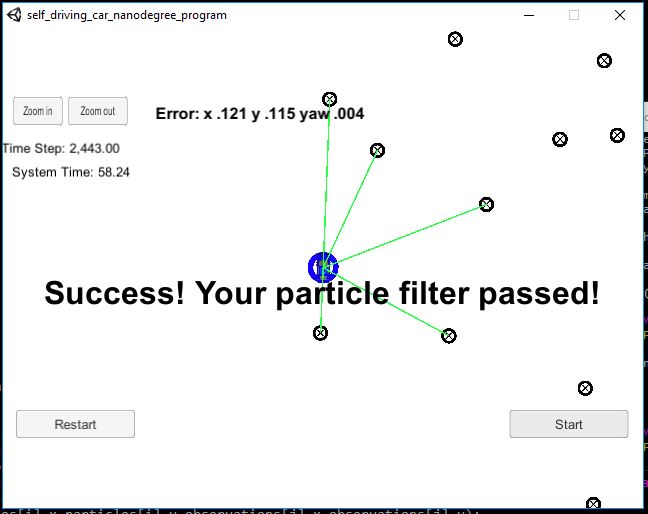 self_driving_car_nanodegree_program
Zoom in
Zoom out
Error: x .121 y .115 yaw .004
Time Step: 2,443.00
System Time: 58.24
Success! Your particle filter passed!
Restart
Start